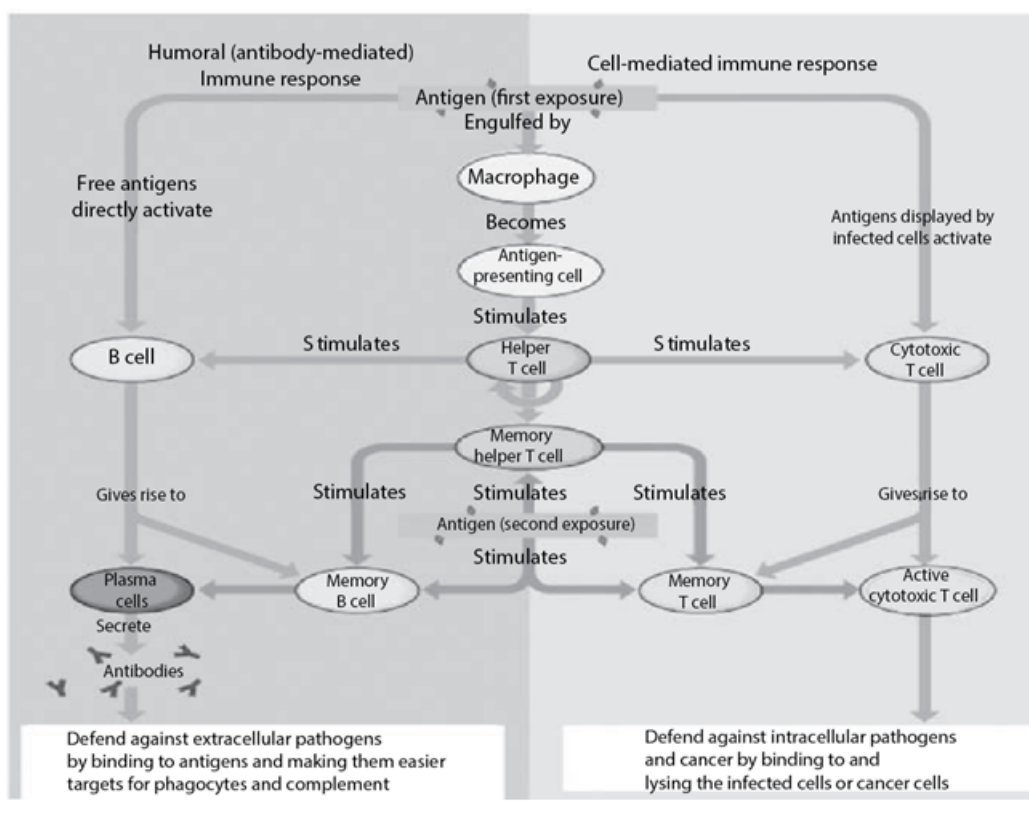 Humoral (antibody-mediated)
Immune response
Cell-mediated immune response
Antigen (first exposure)
Engulfed by
Macrophage
Free antigens
directly activate
Becomes
Antigens displayed by
infected cells activate
Antigen-
presenting cell
Stimulates
B cell
S timulates
Helper
T cell
S timulates
Cytotoxic
T cell
Memory
helper T cell
Gives rise to
Stimulates
Stimulates
Stimulates
Gives rise to
Antigen (second exposure)
Stimulates
Plasma
cells
Memory
B cell
Memory
T cell
Active
cytotoxic T cell
Secrete
Antibodies
Defend against extracellular pathogens
by binding to antigens and making them easier
targets for phagocytes and complement
Defend against intracellular pathogens
and cancer by binding to and
lysing the infected cells or cancer cells